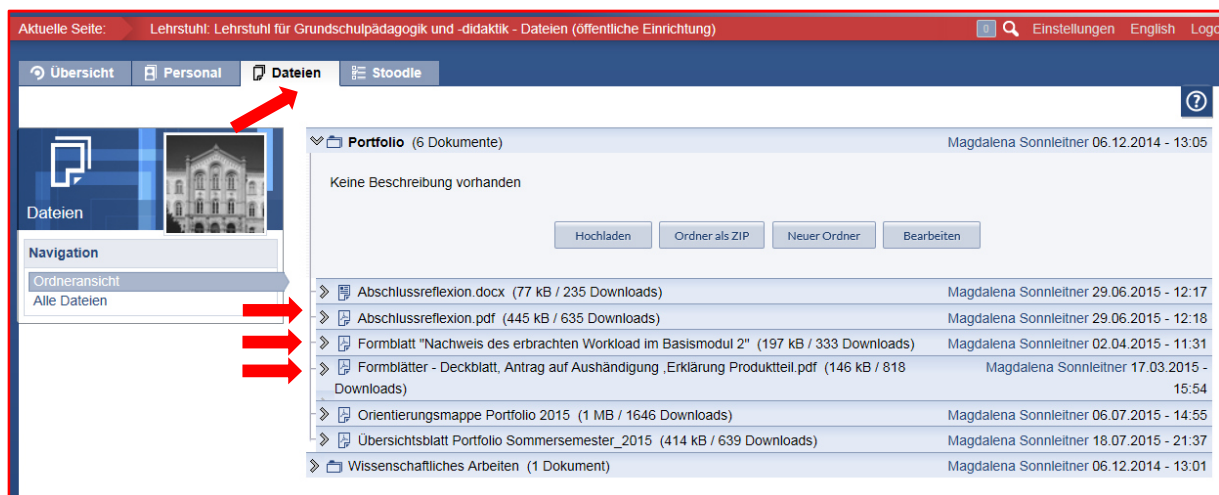 Aktuelle Seite: Lehrstuhl: Lehrstuhl für Grundschulpädagogik und -didaktik - Dateien (öffentliche Einrichtung) 0 Einstellungen English Logo
Übersicht Personal Dateien Stoodle
?
Dateien
Navigation
Ordneransicht
Alle Dateien
Portfolio (6 Dokumente) Magdalena Sonnleitner 06.12.2014 - 13:05
Keine Beschreibung vorhanden
Hochladen Ordner als ZIP Neuer Ordner Bearbeiten
Abschlussreflexion.docx (77 kB / 235 Downloads) Magdalena Sonnleitner 29.06.2015 - 12:17
Abschlussreflexion.pdf (445 kB / 635 Downloads) Magdalena Sonnleitner 29.06.2015 - 12:18
Formblatt "Nachweis des erbrachten Workload im Basismodul 2" (197 kB / 333 Downloads) Magdalena Sonnleitner 02.04.2015 - 11:31
Formblätter - Deckblatt, Antrag auf Aushändigung ,Erklärung Produktteil.pdf (146 kB / 818 Magdalena Sonnleitner 17.03.2015 -
Downloads) 15:54
Orientierungsmappe Portfolio 2015 (1 MB / 1646 Downloads) Magdalena Sonnleitner 06.07.2015 - 14:55
Übersichtsblatt Portfolio Sommersemester_2015 (414 kB / 639 Downloads) Magdalena Sonnleitner 18.07.2015 - 21:37
Wissenschaftliches Arbeiten (1 Dokument) Magdalena Sonnleitner 06.12.2014 - 13:01